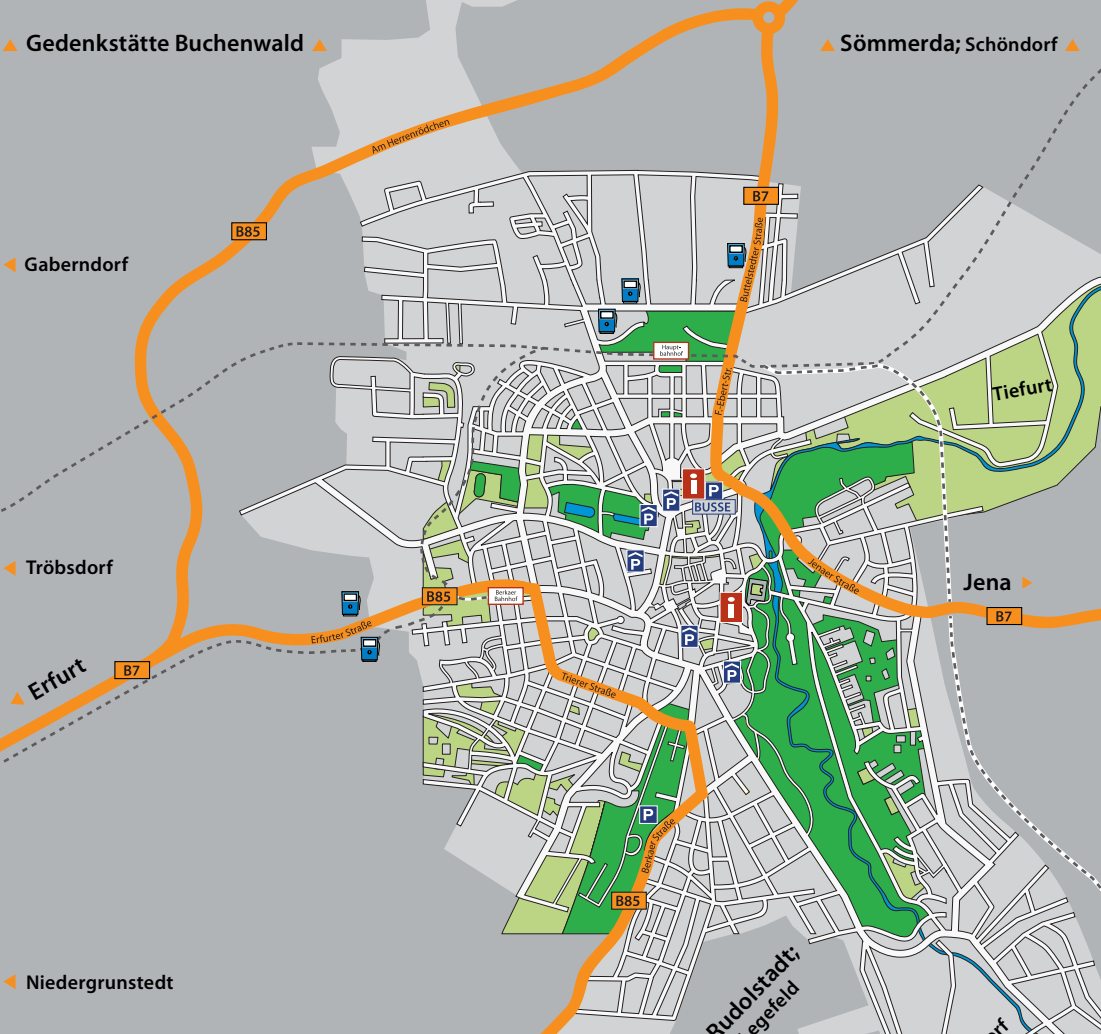 Gedenkstätte Buchenwald
Sömmerda; Schöndorf
Am Herrenrödchen
B7
B85
Buttelstedter Straße
Gaberndorf
Haupt-
bahnhof
F.-Ebert-Str.
Tiefurt
i
P
P
P
BUSSE
P
Tröbsdorf
Jenaer Straße
Jena
B85
Berkaer
Bahnhof
B7
i
Erfurter Straße
P
B7
Erfurt
P
Trierer Straße
P
Berkaer Straße
B85
Niedergrunstedt
Rudolstadt;